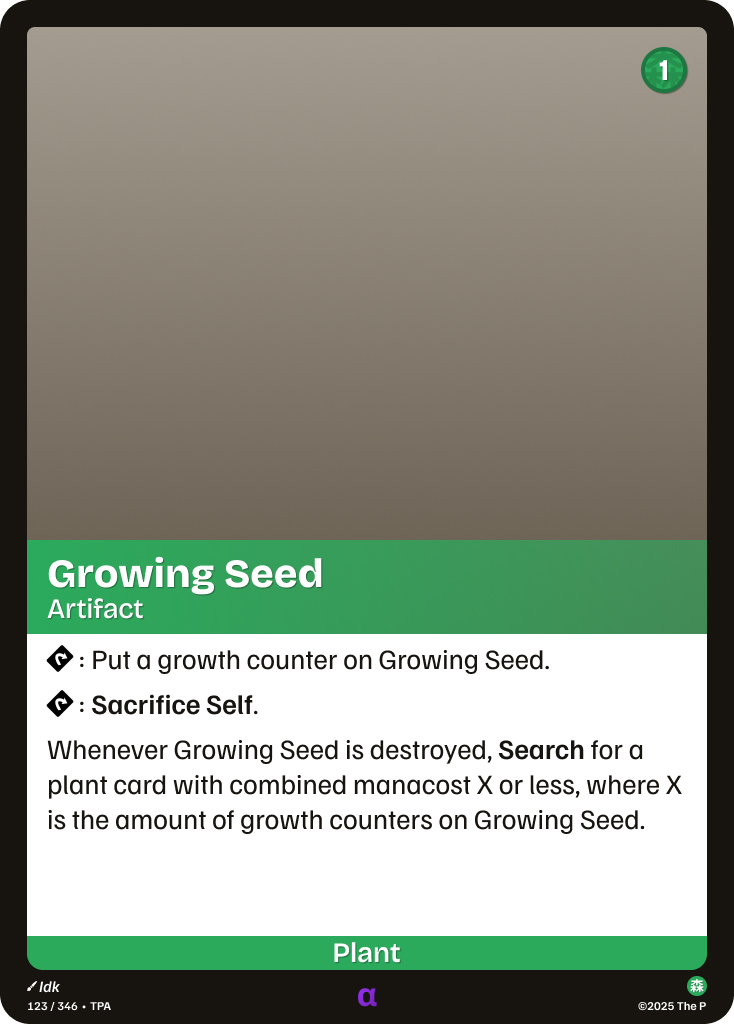 1
Growing Seed
Artifact
: Put a growth counter on Growing Seed.
: Sacrifice Self.
Whenever Growing Seed is destroyed, Search for a
plant card with combined manacost X or less, where X
is the amount of growth counters on Growing Seed.
Plant
Idk
123 / 346 • TPA
α
森
©2025 The P